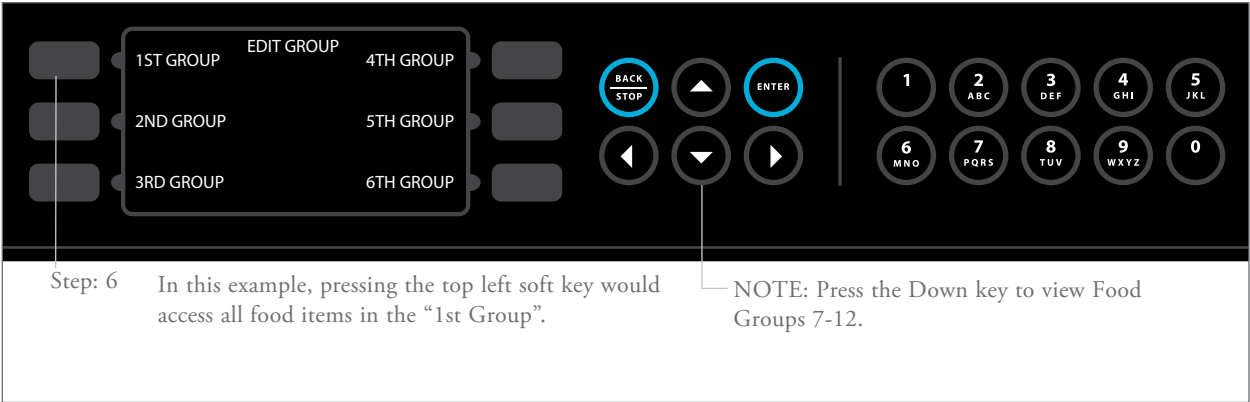 EDIT GROUP
1ST GROUP
4TH GROUP
2ND GROUP
5TH GROUP
3RD GROUP
6TH GROUP
BACK
STOP
ENTER
1
2
ABC
3
DEF
4
GHI
5
JKL
6
MNO
7
PQRS
8
TUV
9
WXYZ
0
Step: 6
In this example, pressing the top left soft key would
access all food items in the “1st Group”.
NOTE: Press the Down key to view Food
Groups 7-12.